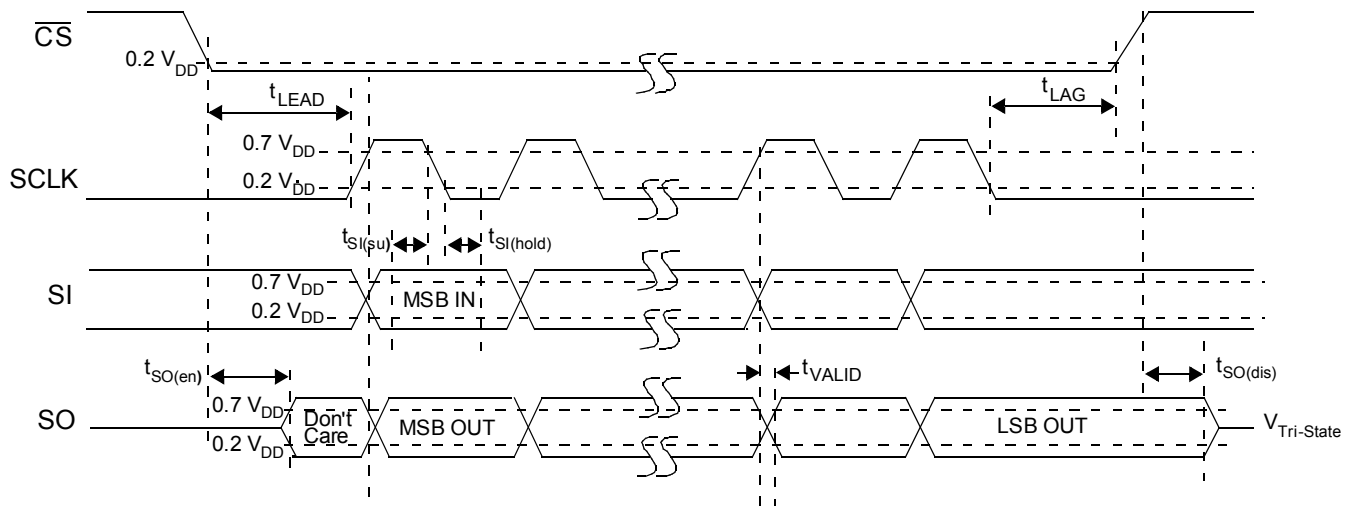 CS
0.2 VDD
tLEAD
tLAG
0.7 VDD
SCLK
0.2 VDD
tSI(su)
tSI(hold)
0.7 VDD
SI
MSB IN
0.2 VDD
tSO(en)
tVALID
tSO(dis)
0.7 VDD
Don't
Care
SO
MSB OUT
LSB OUT
VTri-State
0.2 VDD